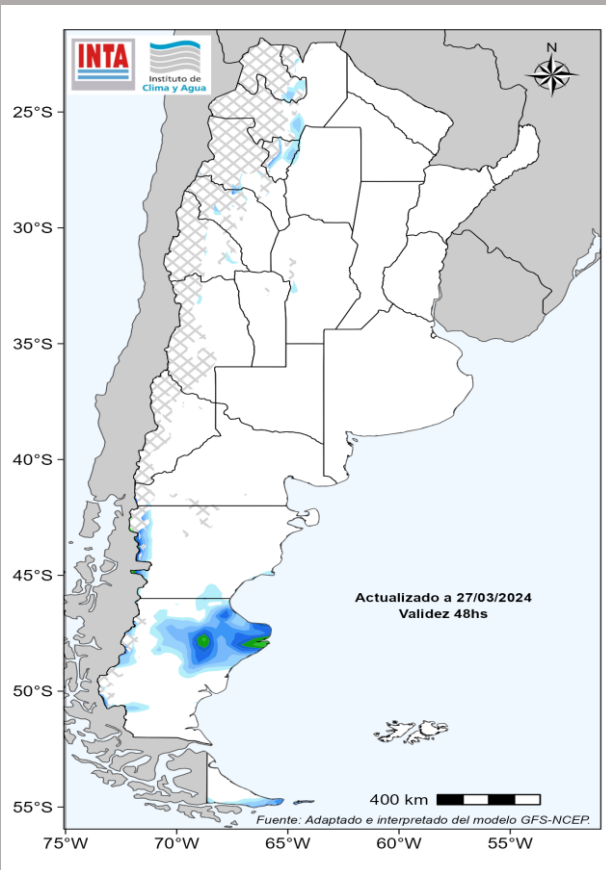 INTA
Instituto de
Clima y Agua
N
25°S
30°S
35°S
40°S
45°S
50°S
55°S
Actualizado a 27/03/2024
Validez 48hs
400 km
Fuente: Adaptado e interpretado del modelo GFS-NCEP.
75°W
70°W
65°W
60°W
55°W